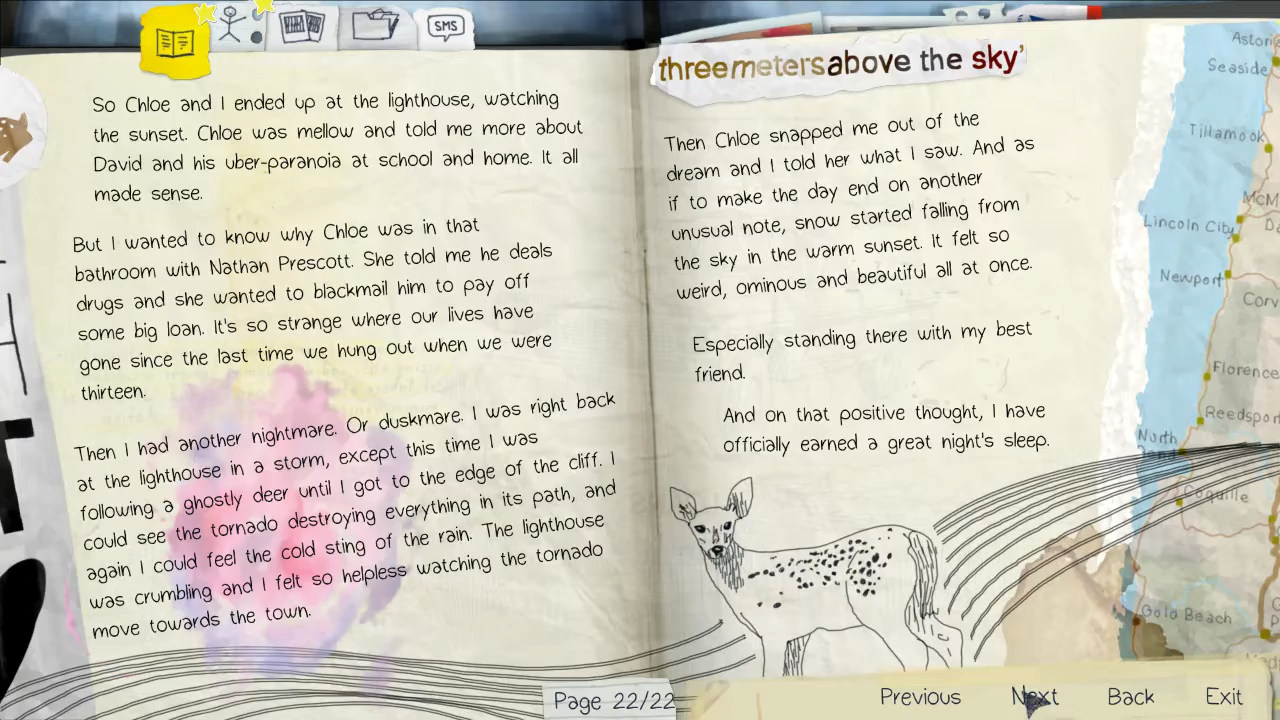 SMS
So Chloe and I ended up at the lighthouse, watching
the sunset. Chloe was mellow and told me more about
David and his uber-paranoia at school and home. It all
made sense.
But I wanted to know why Chloe was in that
bathroom with Nathan Prescott. She told me he deals
drugs and she wanted to blackmail him to pay off
some big loan. It's so strange where our lives have
gone since the last time we hung out when we were
thirteen.
Then I had another nightmare. Or duskmare. I was right back
at the lighthouse in a storm, except this time I was
following a ghostly deer until I got to the edge of the cliff. I
could see the tornado destroying everything in its path, and
again I could feel the cold sting of the rain. The lighthouse
was crumbling and I felt so helpless watching the tornado
move towards the town.
threemetersabove the sky'
Then Chloe snapped me out of the
dream and I told her what I saw. And as
if to make the day end on another
unusual note, snow started falling from
the sky in the warm sunset. It felt so
weird, ominous and beautiful all at once.
Especially standing there with my best
friend.
And on that positive thought, I have
officially earned a great night's sleep.
Seaside
Tillamook
Lincoln City
Newport
Florence
Reedsport
North
Coquille
Gold Beach
Page 22/22
Previous Next Back Exit